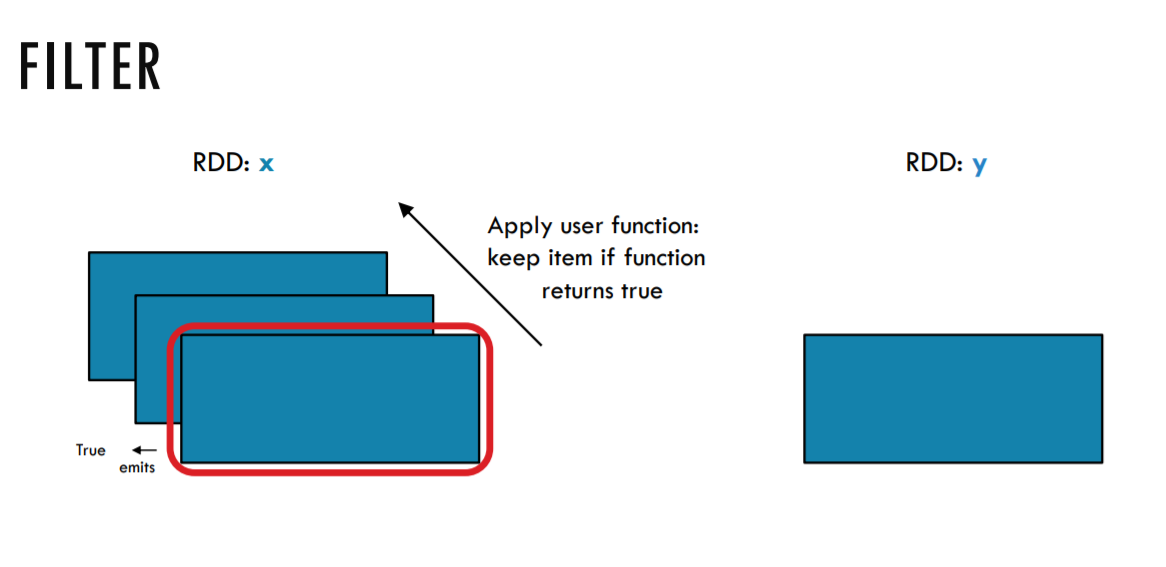 FILTER
RDD: x
RDD: y
Apply user function:
keep item if function
returns true
True
emits